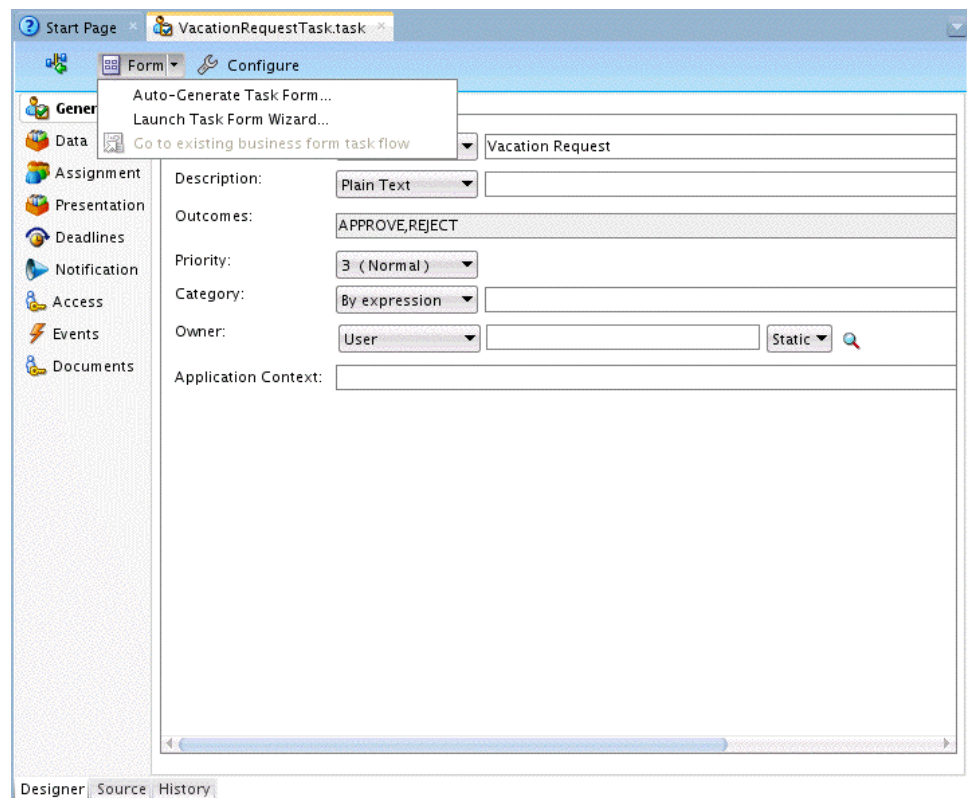 Start Page
VacationRequestTask.task
Form
Configure
Auto-Generate Task Form...
Launch Task Form Wizard...
Go to existing business form task flow
Gener
Data
Assignment
Presentation
Deadlines
Notification
Access
Events
Documents
Vacation Request
Description:
Plain Text
Outcomes:
APPROVE,REJECT
Priority:
3 (Normal)
Category:
By expression
Owner:
User
Static
Application Context:
Designer
Source
History